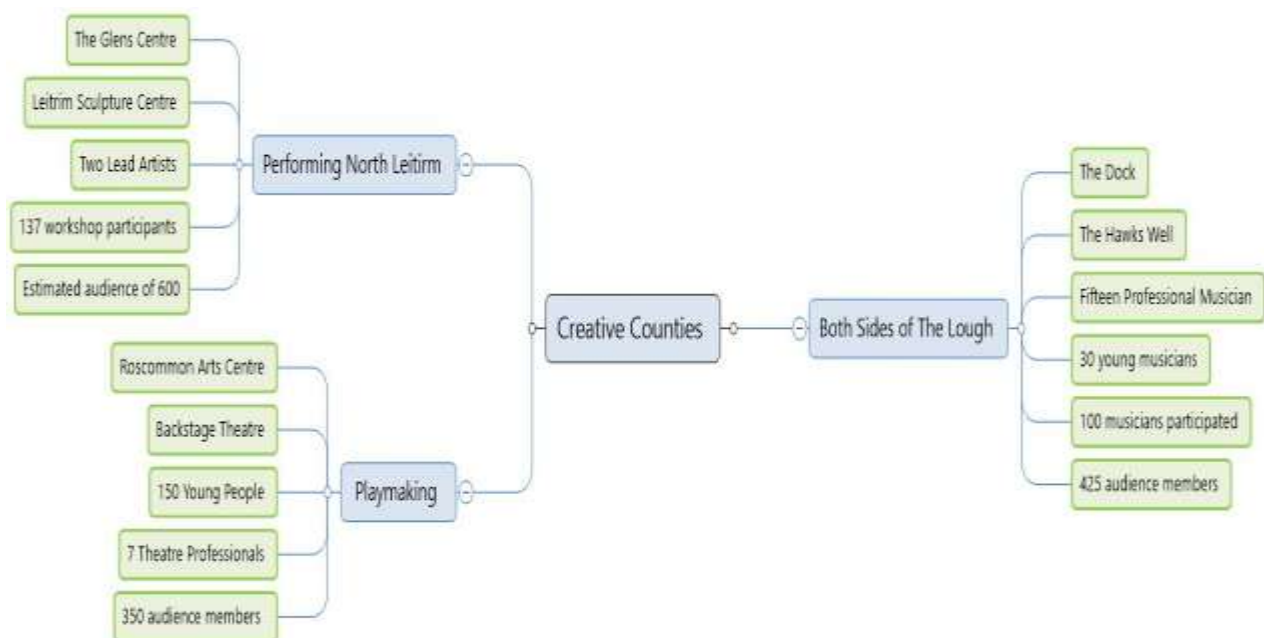 The Glens Centre
Leitrim Sculpture Centre
Two Lead Artists
137 workshop participants
Estimated audience of 600
Performing North Leitirm
Roscommon Arts Centre
Backstage Theatre
150 Young People
7 Theatre Professionals
350 audience members
Playmaking
Creative Counties
Both Sides of The Lough
The Dock
The Hawks Well
Fifteen Professional Musician
30 young musicians
100 musicians participated
425 audience members